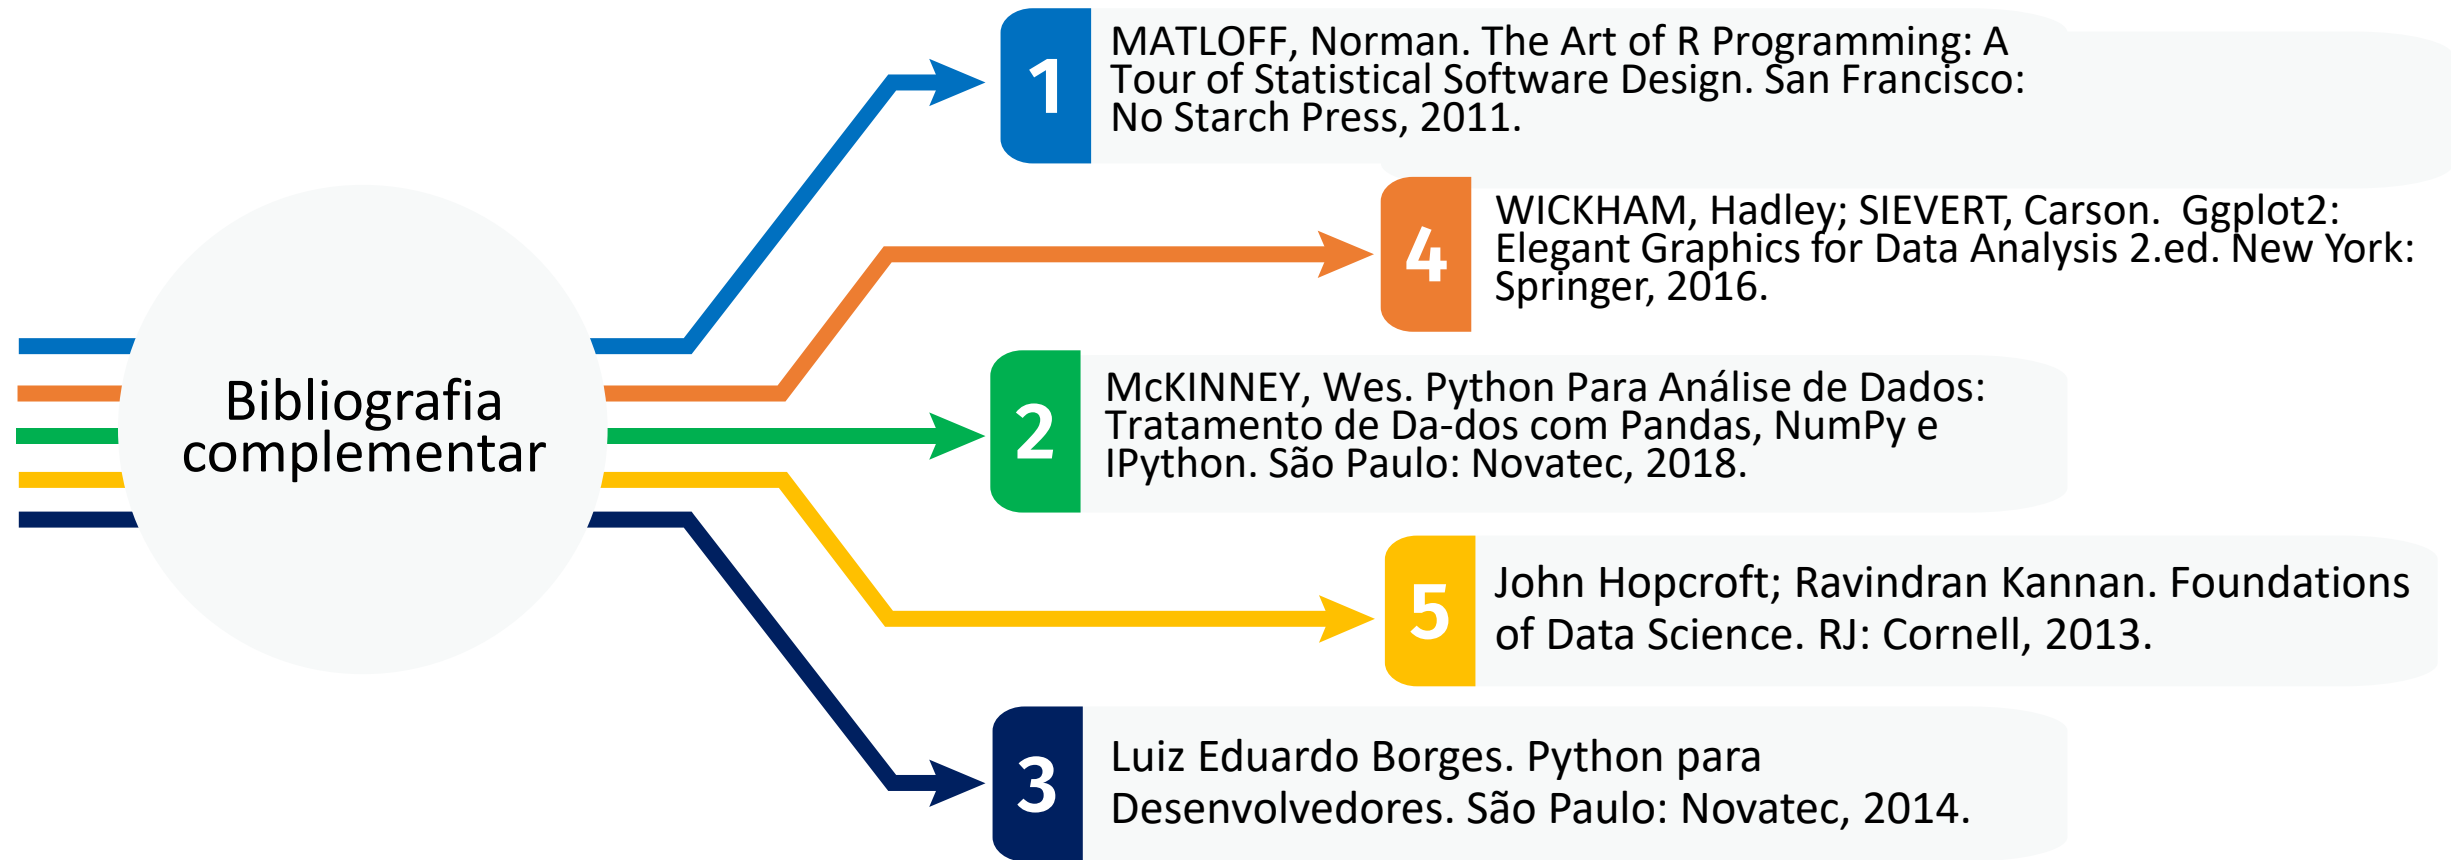 Bibliografia
complementar
1
MATLOFF, Norman. The Art of R Programming: A
Tour of Statistical Software Design. San Francisco:
No Starch Press, 2011.
4
WICKHAM, Hadley; SIEVERT, Carson.  Ggplot2:
Elegant Graphics for Data Analysis 2.ed. New York:
Springer, 2016.
2
McKINNEY, Wes. Python Para Análise de Dados:
Tratamento de Da-dos com Pandas, NumPy e
IPython. São Paulo: Novatec, 2018.
5
John Hopcroft; Ravindran Kannan. Foundations
of Data Science. RJ: Cornell, 2013.
3
Luiz Eduardo Borges. Python para
Desenvolvedores. São Paulo: Novatec, 2014.